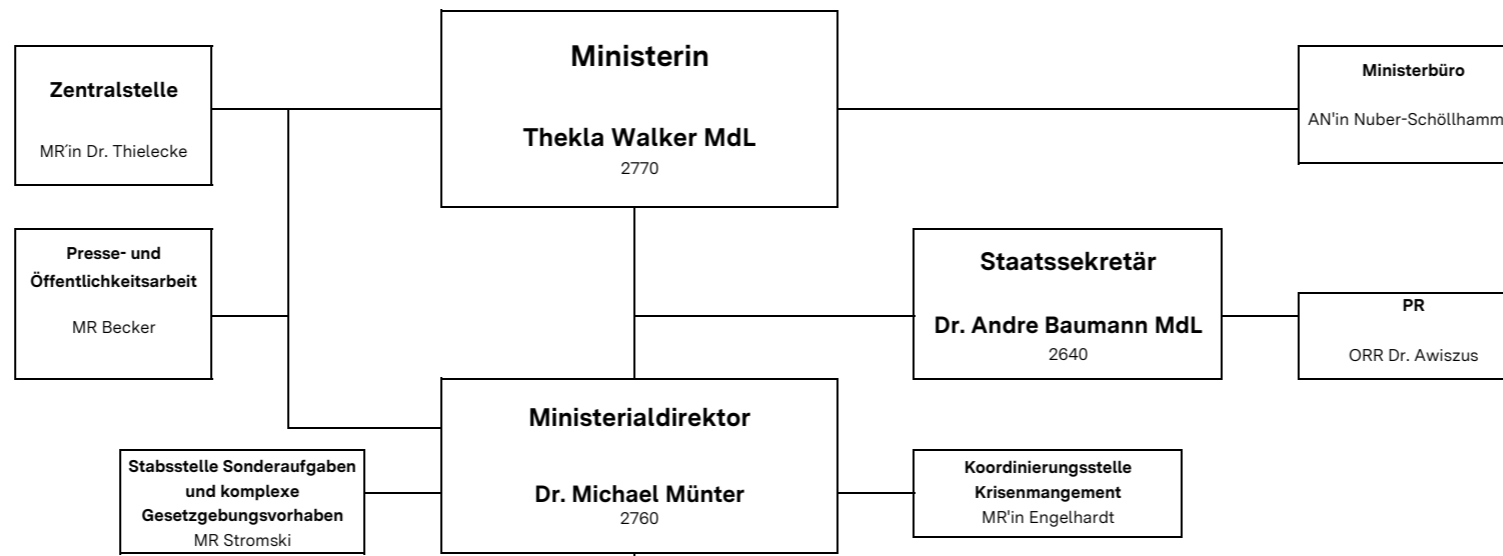 Ministerin
Thekla Walker MdL
2770
Zentralstelle
MR´in Dr. Thielecke
Ministerbüro
AN'in Nuber-Schöllhamm
Presse- und
Öffentlichkeitsarbeit
MR Becker
Staatssekretär
Dr. Andre Baumann MdL
2640
PR
ORR Dr. Awiszus
Ministerialdirektor
Dr. Michael Münter
2760
Stabsstelle Sonderaufgaben
und komplexe
Gesetzgebungsvorhaben
MR Stromski
Koordinierungsstelle
Krisenmangement
MR'in Engelhardt